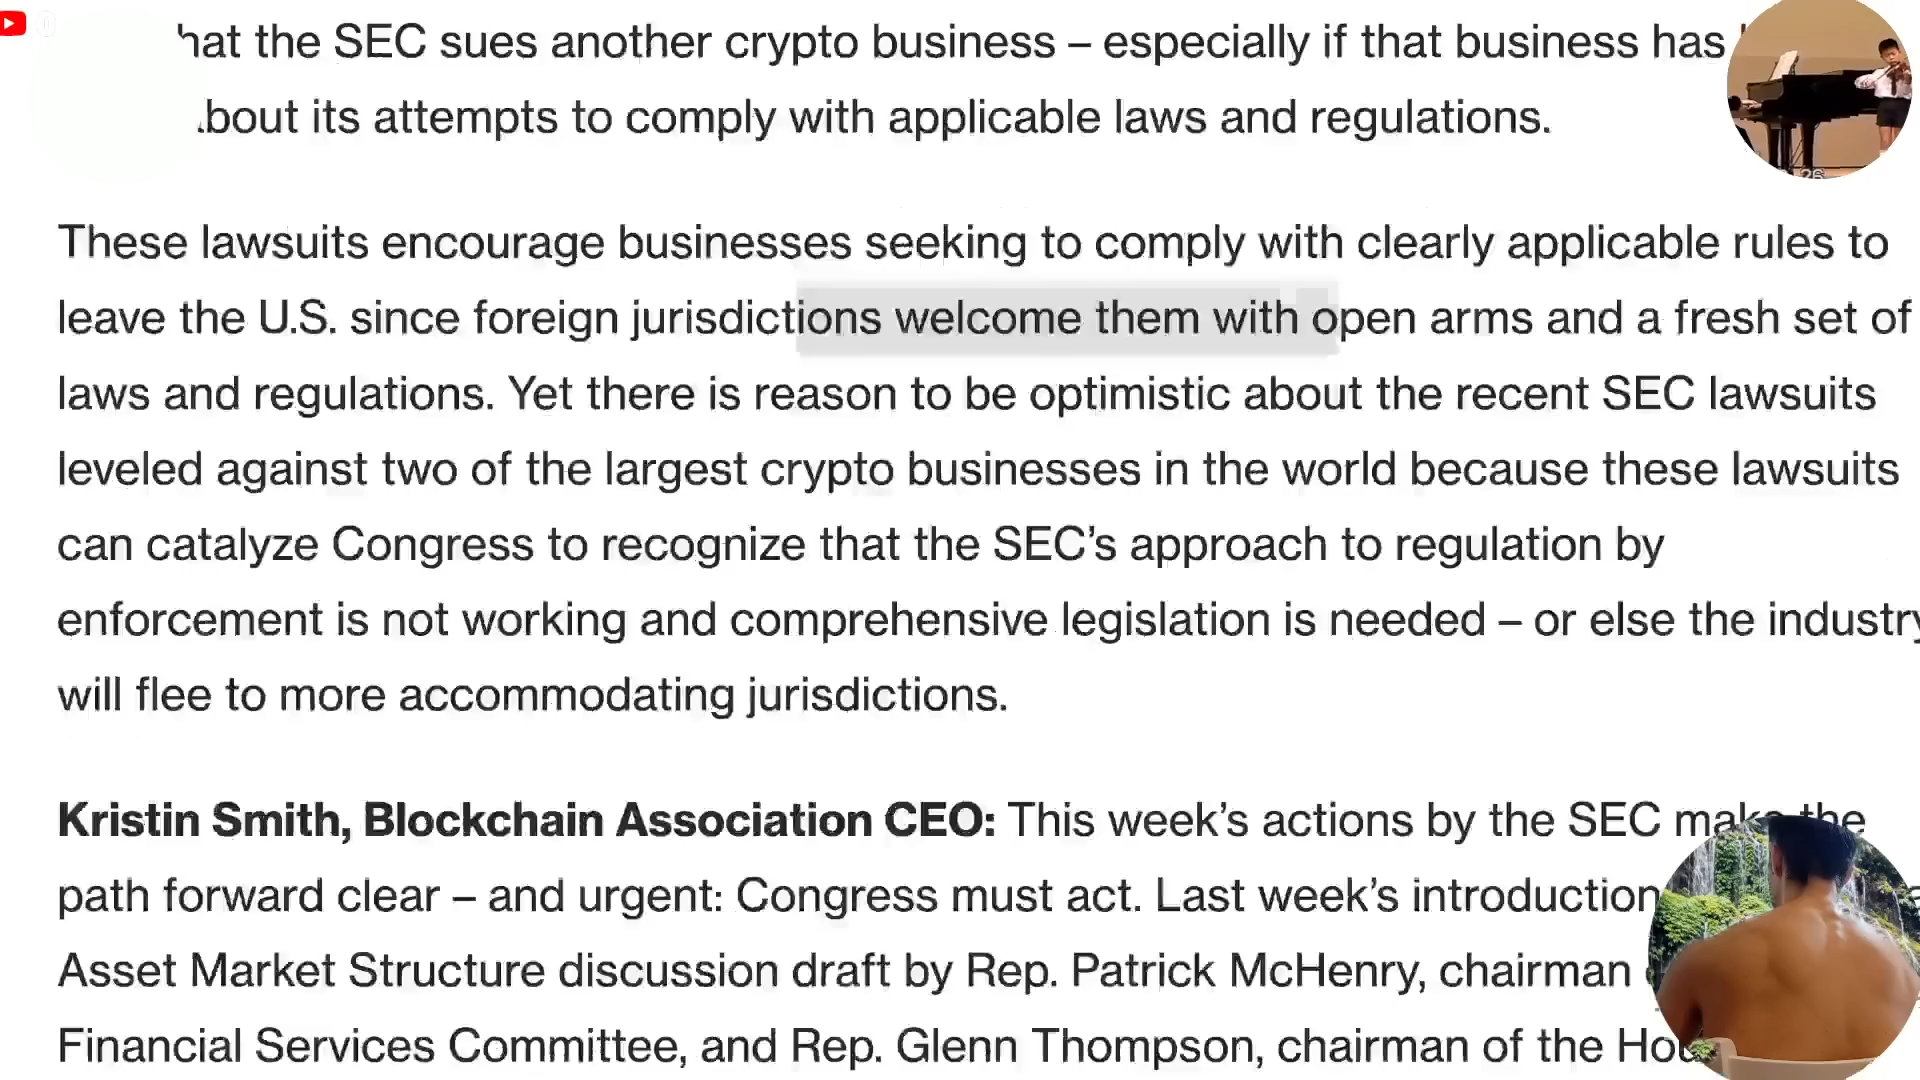 hat the SEC sues another crypto business – especially if that business has
bout its attempts to comply with applicable laws and regulations.
These lawsuits encourage businesses seeking to comply with clearly applicable rules to
leave the U.S. since foreign jurisdictions welcome them with open arms and a fresh set of
laws and regulations. Yet there is reason to be optimistic about the recent SEC lawsuits
leveled against two of the largest crypto businesses in the world because these lawsuits
can catalyze Congress to recognize that the SEC’s approach to regulation by
enforcement is not working and comprehensive legislation is needed – or else the industry
will flee to more accommodating jurisdictions.
Kristin Smith, Blockchain Association CEO: This week’s actions by the SEC make the
path forward clear – and urgent: Congress must act. Last week’s introduction
Asset Market Structure discussion draft by Rep. Patrick McHenry, chairman
Financial Services Committee, and Rep. Glenn Thompson, chairman of the Hou